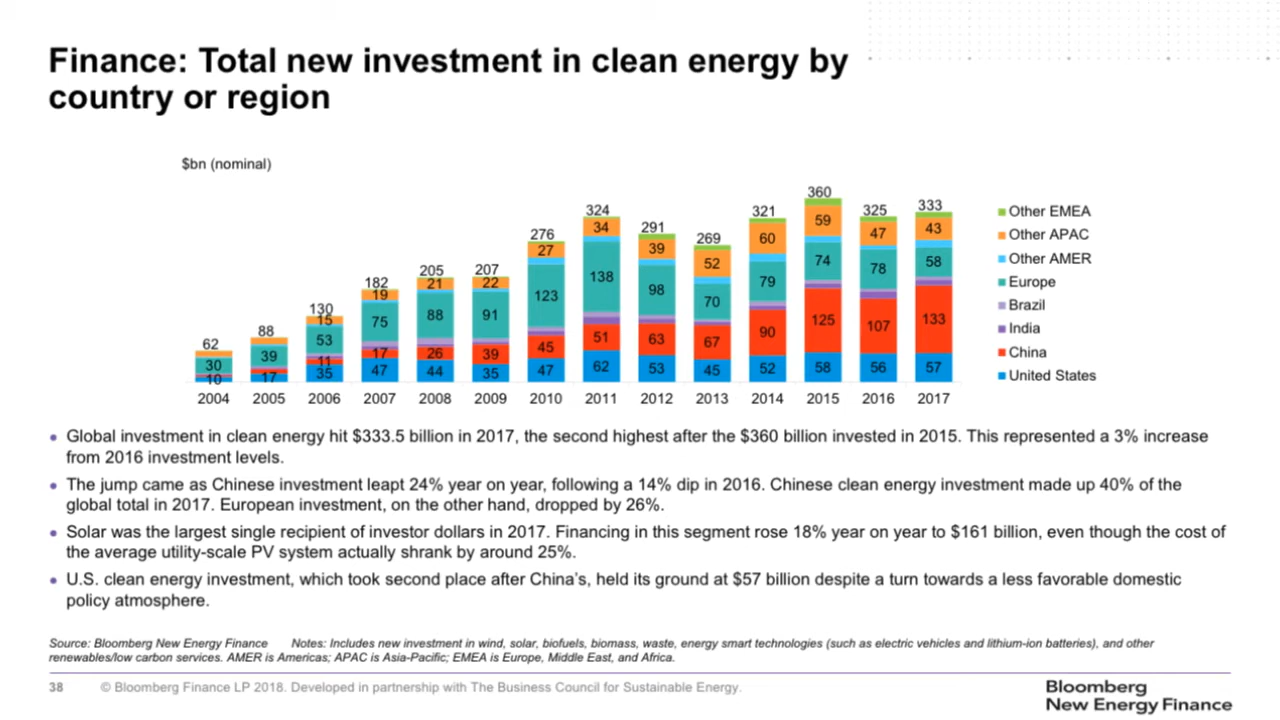 Finance: Total new investment in clean energy by
country or region
$bn (nominal)
360
324 321 325 333
291
276 269
205 207
182
130
88
62
34 27 39 52 60 59 47 43
15 19 21 22
30 39 53 75 88 91 123 138 98 70 79 74 78 58
11 17 26 39 45 51 63 67 90 125 107 133
10 17 35 47 44 35 47 62 53 45 52 58 56 57
2004 2005 2006 2007 2008 2009 2010 2011 2012 2013 2014 2015 2016 2017
Other EMEA
Other APAC
Other AMER
Europe
Brazil
India
China
United States
• Global investment in clean energy hit $333.5 billion in 2017, the second highest after the $360 billion invested in 2015. This represented a 3% increase
from 2016 investment levels.
• The jump came as Chinese investment leapt 24% year on year, following a 14% dip in 2016. Chinese clean energy investment made up 40% of the
global total in 2017. European investment, on the other hand, dropped by 26%.
• Solar was the largest single recipient of investor dollars in 2017. Financing in this segment rose 18% year on year to $161 billion, even though the cost of
the average utility-scale PV system actually shrank by around 25%.
• U.S. clean energy investment, which took second place after China’s, held its ground at $57 billion despite a turn towards a less favorable domestic
policy atmosphere.
Source: Bloomberg New Energy Finance Notes: Includes new investment in wind, solar, biofuels, biomass, waste, energy smart technologies (such as electric vehicles and lithium-ion batteries), and other
renewables/low carbon services. AMER is Americas; APAC is Asia-Pacific; EMEA is Europe, Middle East, and Africa.
38 © Bloomberg Finance LP 2018. Developed in partnership with The Business Council for Sustainable Energy.
Bloomberg
New Energy Finance